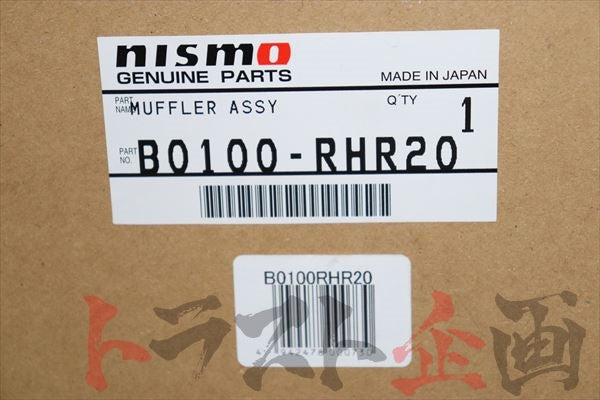 nismo
GENUINE PARTS
MADE IN JAPAN
PART NAME
MUFFLER ASSY
Q'TY
1
PART NO.
B0100-RHR20
B0100RHR20
トラスト企画